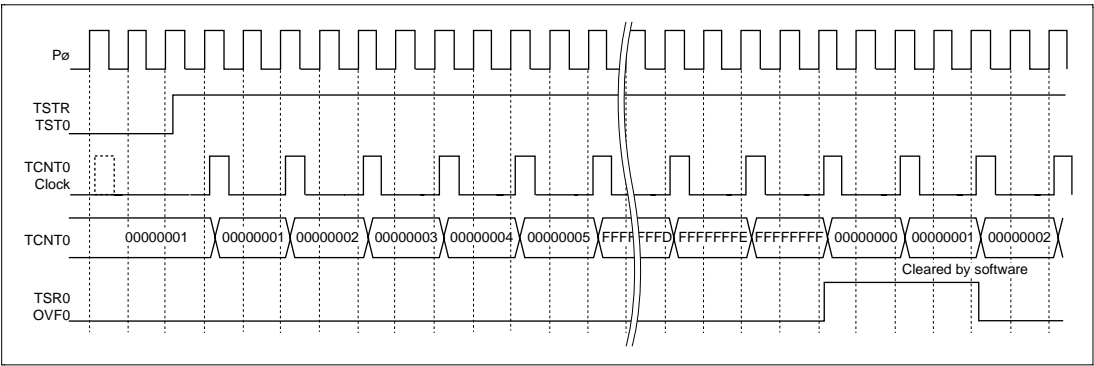 Pø
TSTR
TST0
TCNT0
Clock
TCNT0 00000001 00000001 00000002 00000003 00000004 00000005 FFFFFFFD FFFFFFFE FFFFFFFF 00000000 00000001 00000002
Cleared by software
TSR0
OVF0